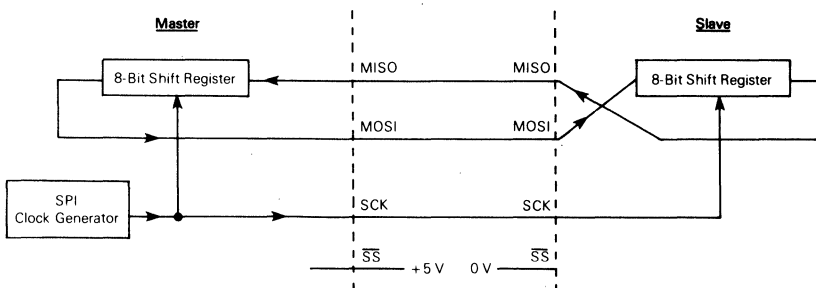 Master
Slave
8-Bit Shift Register
MISO
MISO
8-Bit Shift Register
MOSI
MOSI
SPI
Clock Generator
SCK
SCK
SS
+5 V
0 V
SS